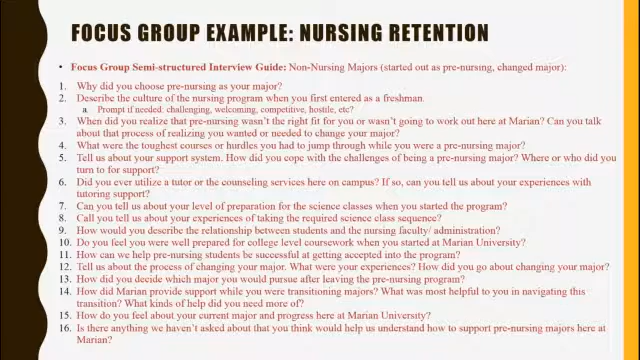 FOCUS GROUP EXAMPLE: NURSING RETENTION
• Focus Group Semi-structured Interview Guide: Non-Nursing Majors (started out as pre-nursing, changed major):
1. Why did you choose pre-nursing as your major?
2. Describe the culture of the nursing program when you first entered as a freshman.
a. Prompt if needed: challenging, welcoming, competitive, hostile, etc?
3. When did you realize that pre-nursing wasn't the right fit for you or wasn't going to work out here at Marian? Can you talk
about that process of realizing you wanted or needed to change your major?
4. What were the toughest courses or hurdles you had to jump through while you were a pre-nursing major?
5. Tell us about your support system. How did you cope with the challenges of being a pre-nursing major? Where or who did you
turn to for support?
6. Did you ever utilize a tutor or the counseling services here on campus? If so, can you tell us about your experiences with
tutoring support?
7. Can you tell us about your level of preparation for the science classes when you started the program?
8. Call you tell us about your experiences of taking the required science class sequence?
9. How would you describe the relationship between students and the nursing faculty/ administration?
10. Do you feel you were well prepared for college level coursework when you started at Marian University?
11. How can we help pre-nursing students be successful at getting accepted into the program?
12. Tell us about the process of changing your major. What were your experiences? How did you go about changing your major?
13. How did you decide which major you would pursue after leaving the pre-nursing program?
14. How did Marian provide support while you were transitioning majors? What was most helpful to you in navigating this
transition? What kinds of help did you need more of?
15. How do you feel about your current major and progress here at Marian University?
16. Is there anything we haven't asked about that you think would help us understand how to support pre-nursing majors here at
Marian?